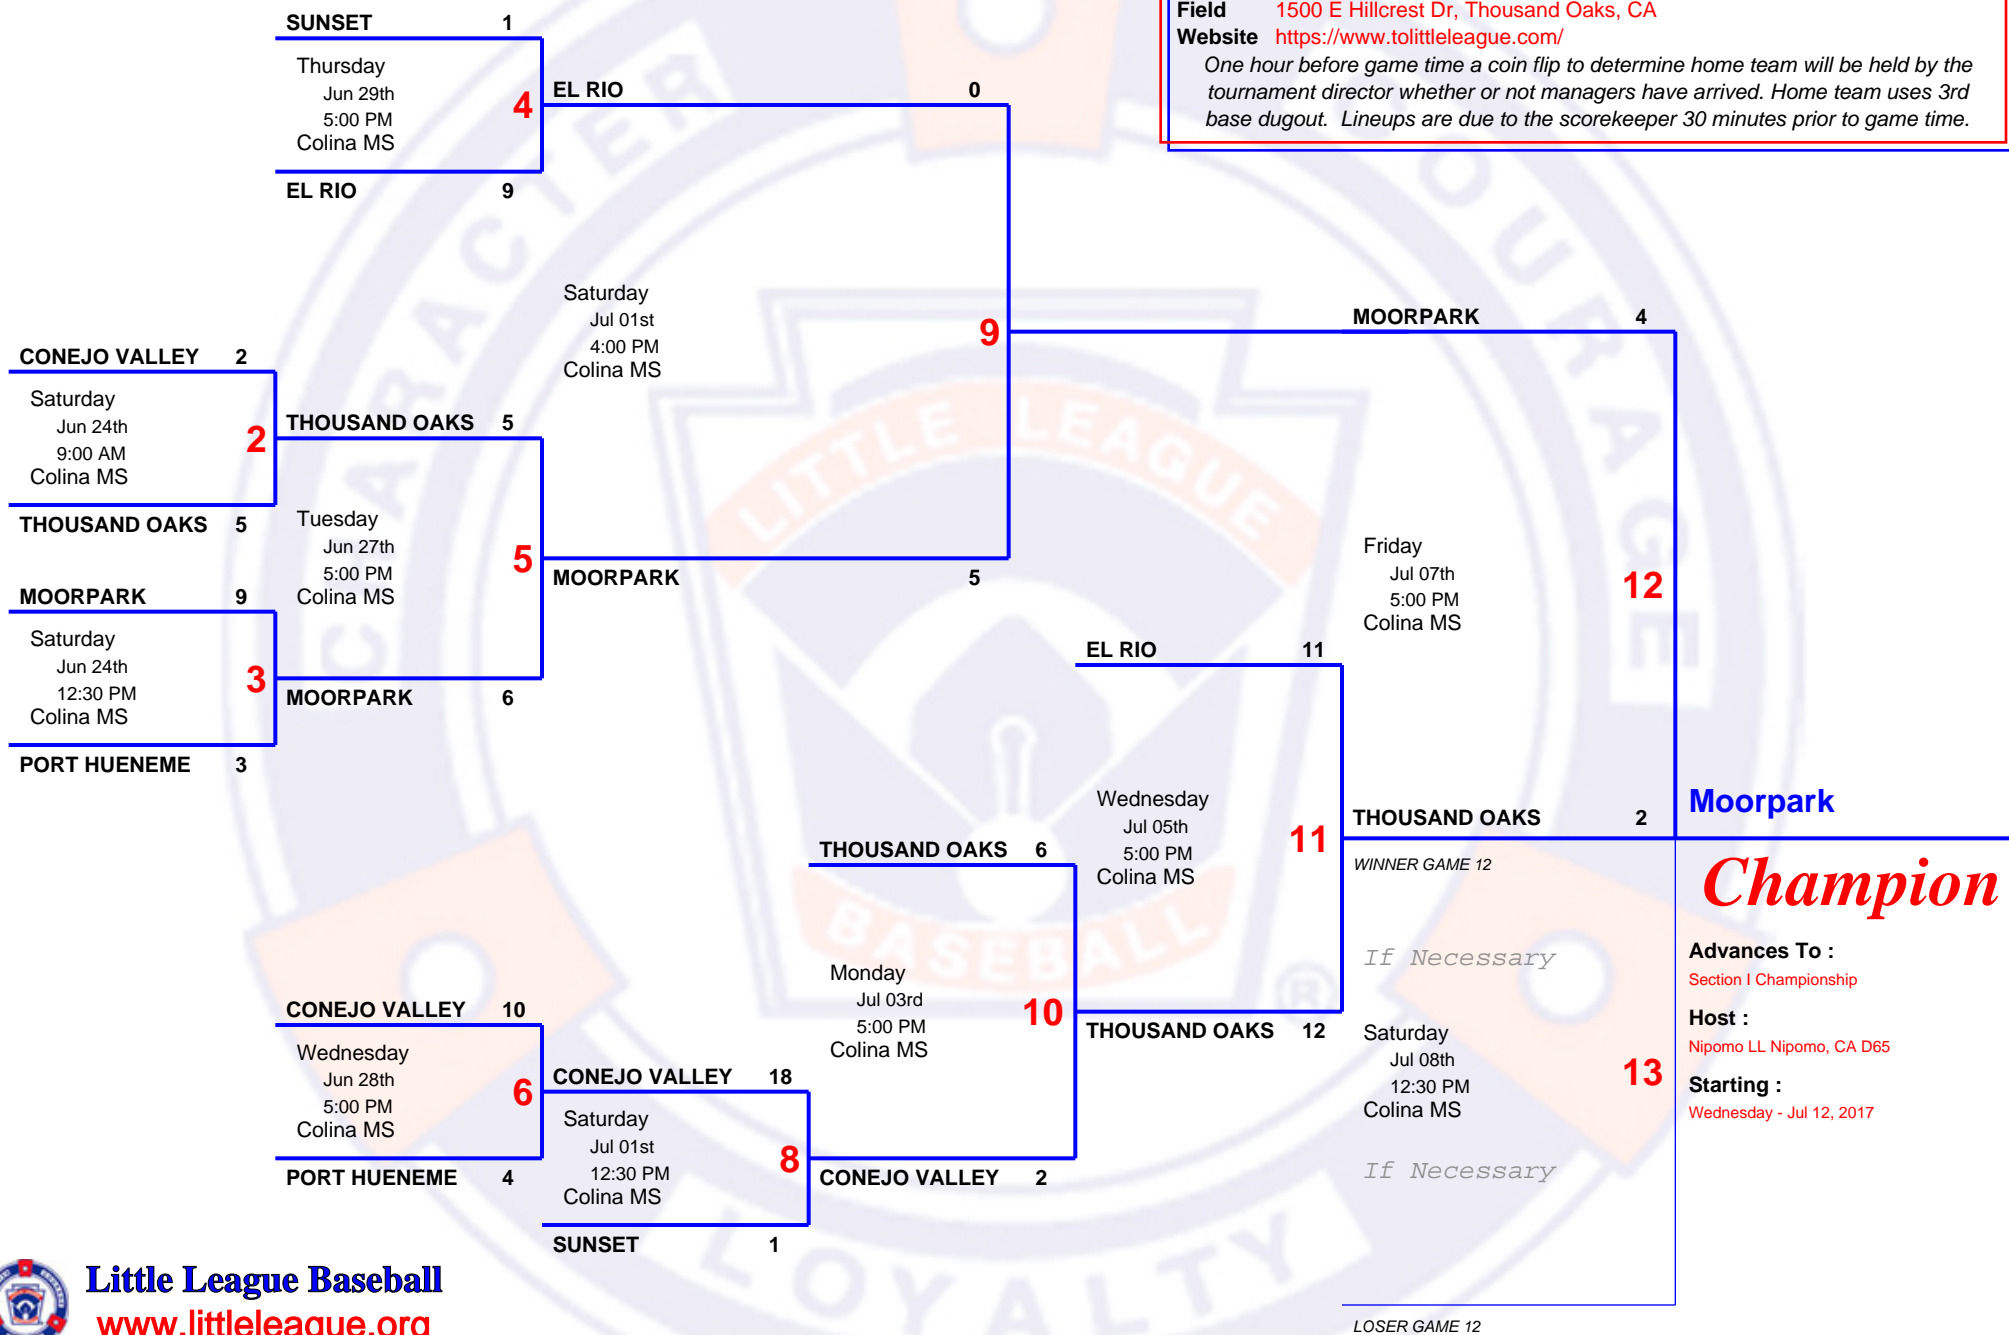 SUNSET 1
Thursday
Jun 29th
5:00 PM
Colina MS
4
EL RIO 9
EL RIO 0
Field 1500 E Hillcrest Dr, Thousand Oaks, CA
Website https://www.tolittleleague.com/
One hour before game time a coin flip to determine home team will be held by the
tournament director whether or not managers have arrived. Home team uses 3rd
base dugout. Lineups are due to the scorekeeper 30 minutes prior to game time.
Saturday
Jul 01st
4:00 PM
Colina MS
9
MOORPARK 4
CONEJO VALLEY 2
Saturday
Jun 24th
9:00 AM
Colina MS
2
THOUSAND OAKS 5
THOUSAND OAKS 5
Tuesday
Jun 27th
5:00 PM
Colina MS
5
MOORPARK 5
MOORPARK 9
Saturday
Jun 24th
12:30 PM
Colina MS
3
PORT HUENEME 3
MOORPARK 6
Friday
Jul 07th
5:00 PM
Colina MS
12
EL RIO 11
Wednesday
Jul 05th
5:00 PM
Colina MS
11
THOUSAND OAKS 2
WINNER GAME 12
Moorpark
Champion
Advances To :
Section I Championship
Host :
Nipomo LL Nipomo, CA D65
Starting :
Wednesday - Jul 12, 2017
THOUSAND OAKS 6
Monday
Jul 03rd
5:00 PM
Colina MS
10
THOUSAND OAKS 12
If Necessary
Saturday
Jul 08th
12:30 PM
Colina MS
13
If Necessary
LOSER GAME 12
CONEJO VALLEY 10
Wednesday
Jun 28th
5:00 PM
Colina MS
6
PORT HUENEME 4
CONEJO VALLEY 18
Saturday
Jul 01st
12:30 PM
Colina MS
8
SUNSET 1
CONEJO VALLEY 2
Little League Baseball
www.littleleague.org
CHARACTER
COURAGE
LOYALTY
LITTLE LEAGUE
BASEBALL
®